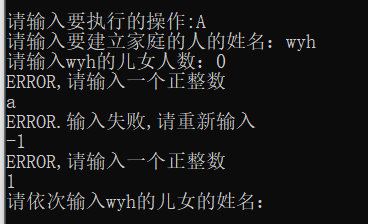 请输入要执行的操作:A
请输入要建立家庭的人的姓名：wyh
请输入wyh的儿女人数：0
ERROR,请输入一个正整数
a
ERROR.输入失败,请重新输入
-1
ERROR,请输入一个正整数
1
请依次输入wyh的儿女的姓名：